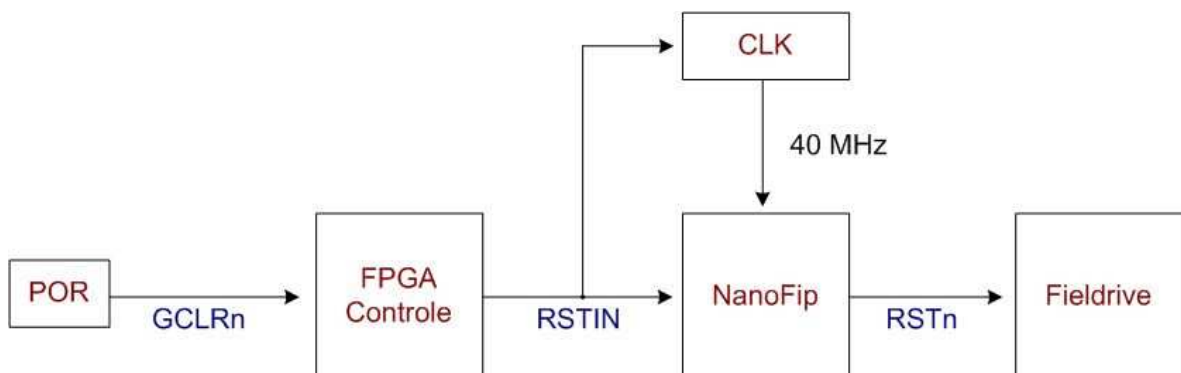 CLK
40 MHz
POR
GCLRn
FPGA
Controle
RSTIN
NanoFip
RSTn
Fieldrive